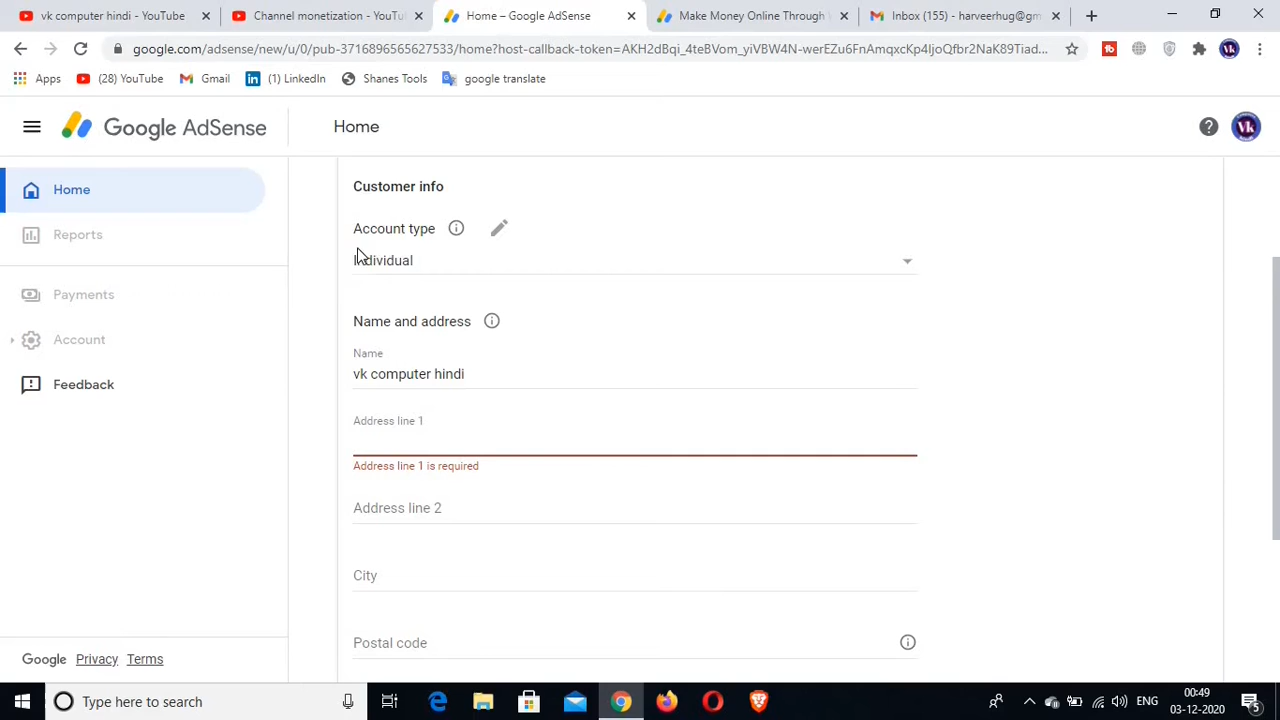 vk computer hindi - YouTube
Channel monetization - YouTu
Home – Google AdSense
Make Money Online Through
Inbox (155) - harveerhug@gm
google.com/adsense/new/u/0/pub-3716896565627533/home?host-callback-token=AKH2dBqi_4teBVom_yiVBW4N-werEZu6FnAmqxcKp4IjoQfbr2NaK89Tiad...
Apps
(28) YouTube
Gmail
(1) LinkedIn
Shanes Tools
google translate
Google AdSense
Home
Vk
Home
Reports
Payments
Account
Feedback
Customer info
Account type
Individual
Name and address
Name
vk computer hindi
Address line 1
Address line 1 is required
Address line 2
City
Postal code
Google Privacy Terms
Type here to search
ENG
00:49
03-12-2020
5